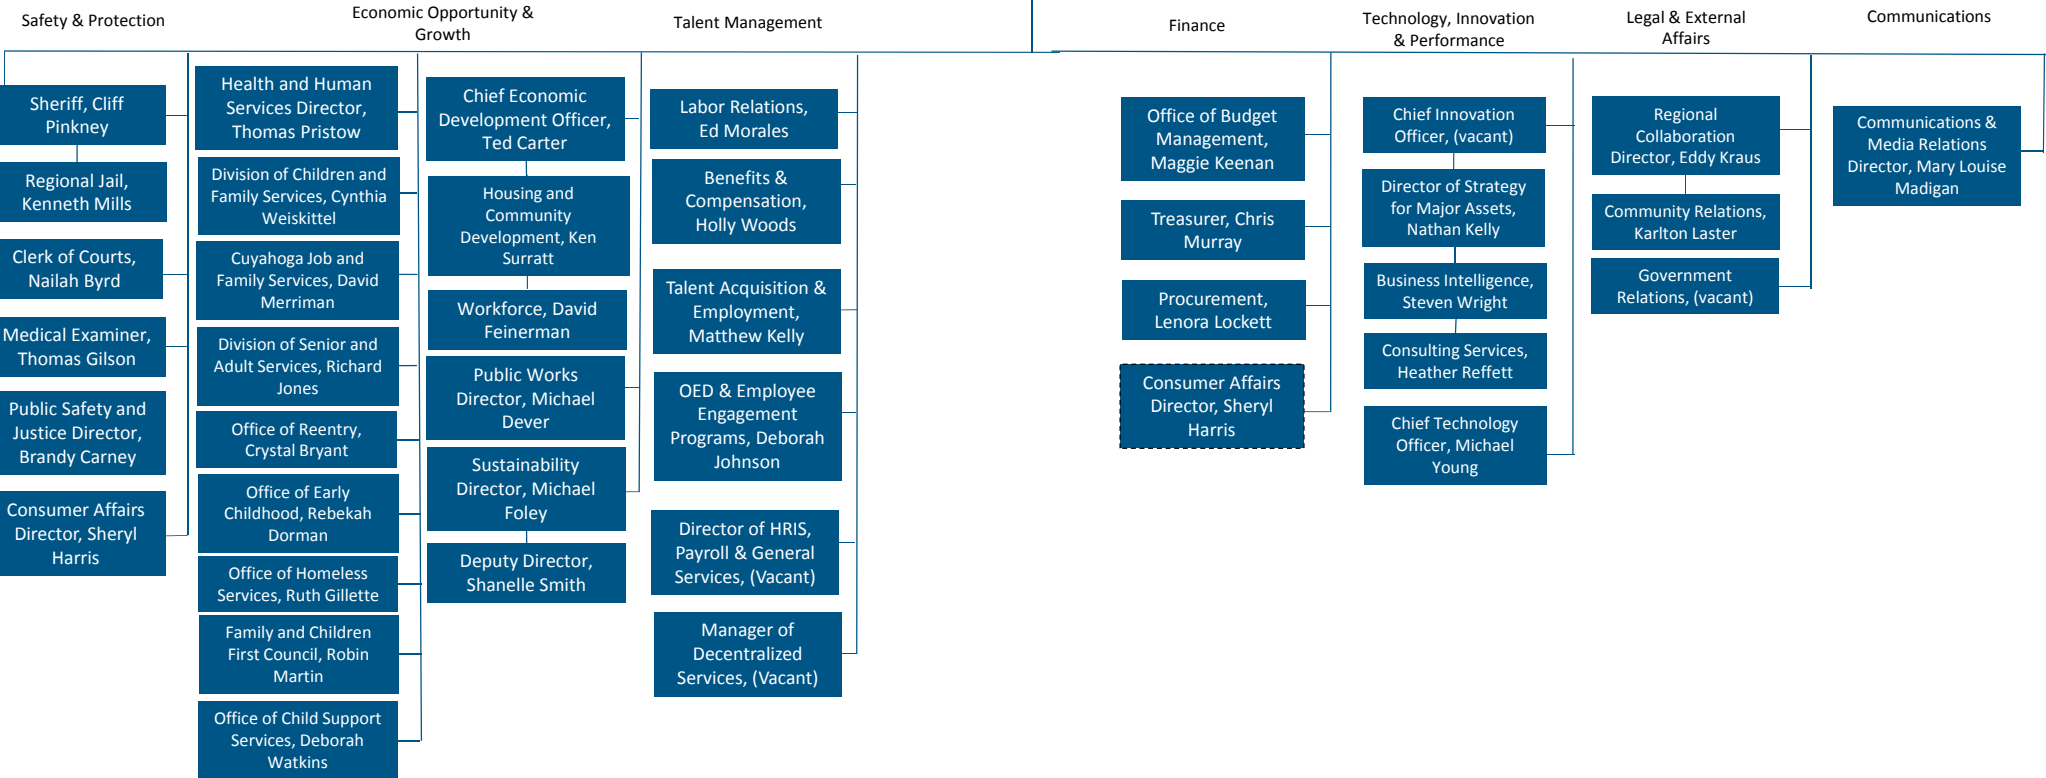 Safety & Protection
Economic Opportunity &
Growth
Talent Management
Finance
Technology, Innovation
& Performance
Legal & External
Affairs
Communications
Sheriff, Cliff
Pinkney
Regional Jail,
Kenneth Mills
Clerk of Courts,
Nailah Byrd
Medical Examiner,
Thomas Gilson
Public Safety and
Justice Director,
Brandy Carney
Consumer Affairs
Director, Sheryl
Harris
Health and Human
Services Director,
Thomas Pristow
Division of Children and
Family Services, Cynthia
Weiskittel
Cuyahoga Job and
Family Services, David
Merriman
Division of Senior and
Adult Services, Richard
Jones
Office of Reentry,
Crystal Bryant
Office of Early
Childhood, Rebekah
Dorman
Office of Homeless
Services, Ruth Gillette
Family and Children
First Council, Robin
Martin
Office of Child Support
Services, Deborah
Watkins
Chief Economic
Development Officer,
Ted Carter
Housing and
Community
Development, Ken
Surratt
Workforce, David
Feinerman
Public Works
Director, Michael
Dever
Sustainability
Director, Michael
Foley
Deputy Director,
Shanelle Smith
Labor Relations,
Ed Morales
Benefits &
Compensation,
Holly Woods
Talent Acquisition &
Employment,
Matthew Kelly
OED & Employee
Engagement
Programs, Deborah
Johnson
Director of HRIS,
Payroll & General
Services, (Vacant)
Manager of
Decentralized
Services, (Vacant)
Office of Budget
Management,
Maggie Keenan
Treasurer, Chris
Murray
Procurement,
Lenora Lockett
Consumer Affairs
Director, Sheryl
Harris
Chief Innovation
Officer, (vacant)
Director of Strategy
for Major Assets,
Nathan Kelly
Business Intelligence,
Steven Wright
Consulting Services,
Heather Reffett
Chief Technology
Officer, Michael
Young
Regional
Collaboration
Director, Eddy Kraus
Community Relations,
Karlton Laster
Government
Relations, (vacant)
Communications &
Media Relations
Director, Mary Louise
Madigan